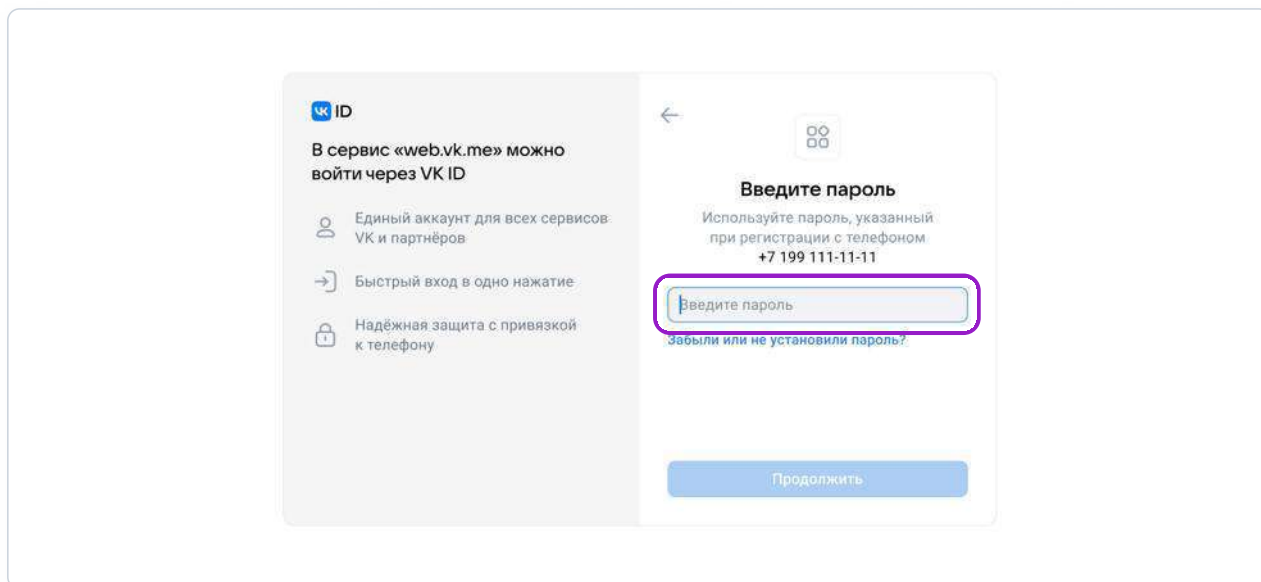 VK ID
В сервис «web.vk.me» можно
войти через VK ID
Единый аккаунт для всех сервисов
VK и партнёров
Быстрый вход в одно нажатие
Надёжная защита с привязкой
к телефону
Введите пароль
Используйте пароль, указанный
при регистрации с телефоном
+7 199 111-11-11
Введите пароль
Забыли или не установили пароль?
Продолжить